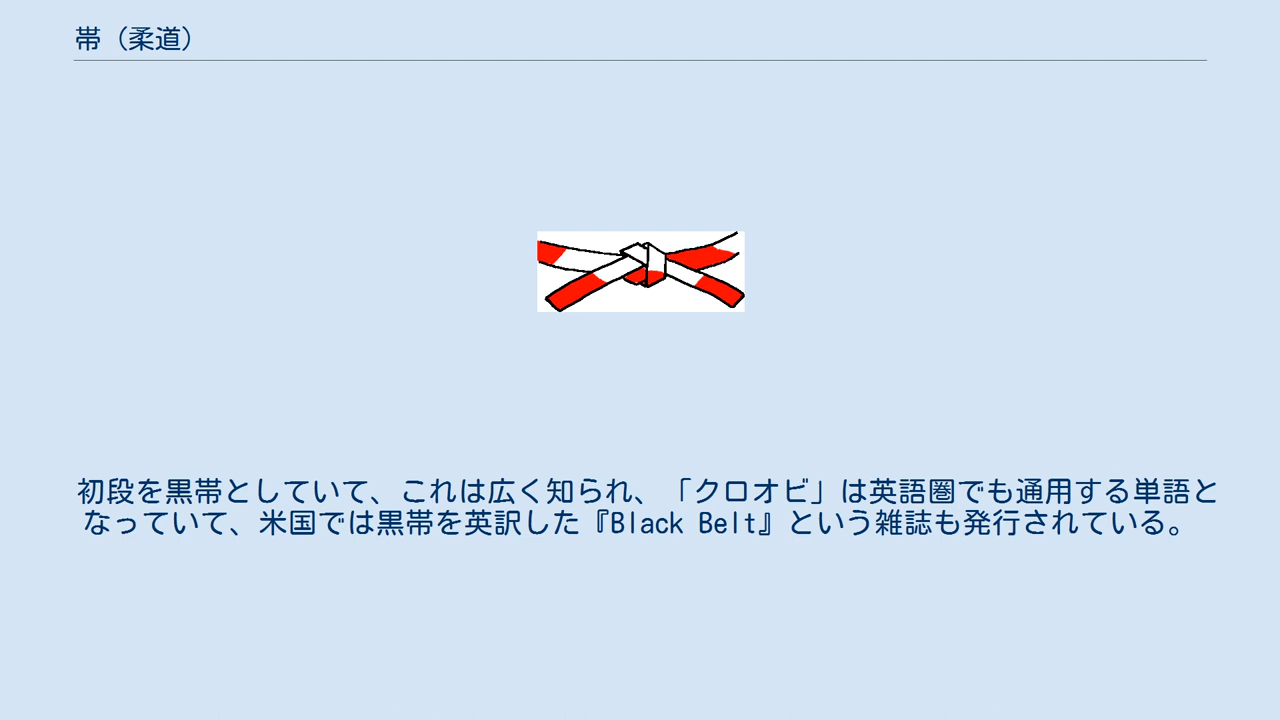 帯（柔道）
初段を黒帯としていて、これは広く知られ、「クロオビ」は英語圏でも通用する単語と
なっていて、米国では黒帯を英訳した『Black Belt』という雑誌も発行されている。